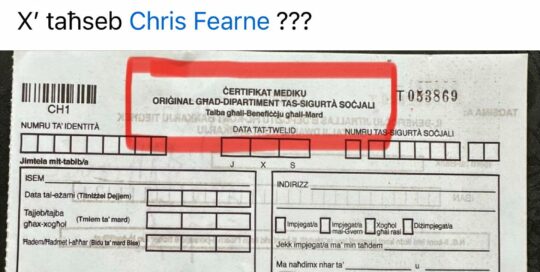 X' taħseb Chris Fearne ???
ĊERTIFIKAT MEDIKU
ORIĠINAL GĦAD-DIPARTIMENT TAS-SIGURTÀ SOĊJALI
Talba għall-Benefiċċju għall-Mard
T 053869
CH1
NUMRU TA' IDENTITÀ
DATA TAT-TWELID
NUMRU TAS-SIGURTÀ SOĊJALI
Jimtela mit-tabib/a
J X S
ISEM
INDIRIZZ
Data tal-eżami (Titniżżel Dejjem)
Tajjeb/tajba għax-xogħol (Tmiem ta' mard)
Impjegat/a
Impjegat/a mal-Gvern
Xogħol għal rasi
Diżimpjegat/a
Jekk impjegat/a ma' min taħdem
Ma naħdimx nhar ta'